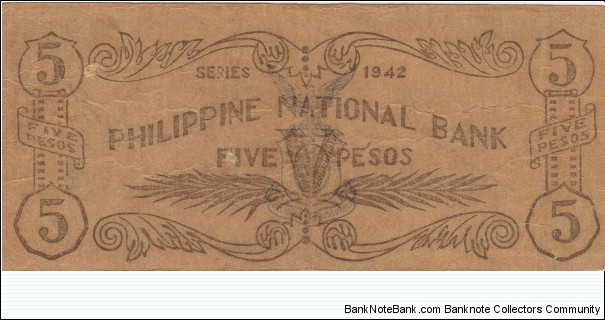 5 SERIES 1942 5
PHILIPPINE NATIONAL BANK
FIVE PESOS FIVE PESOS
FIVE PESOS
5 5
BankNoteBank.com - Banknote Collectors Community